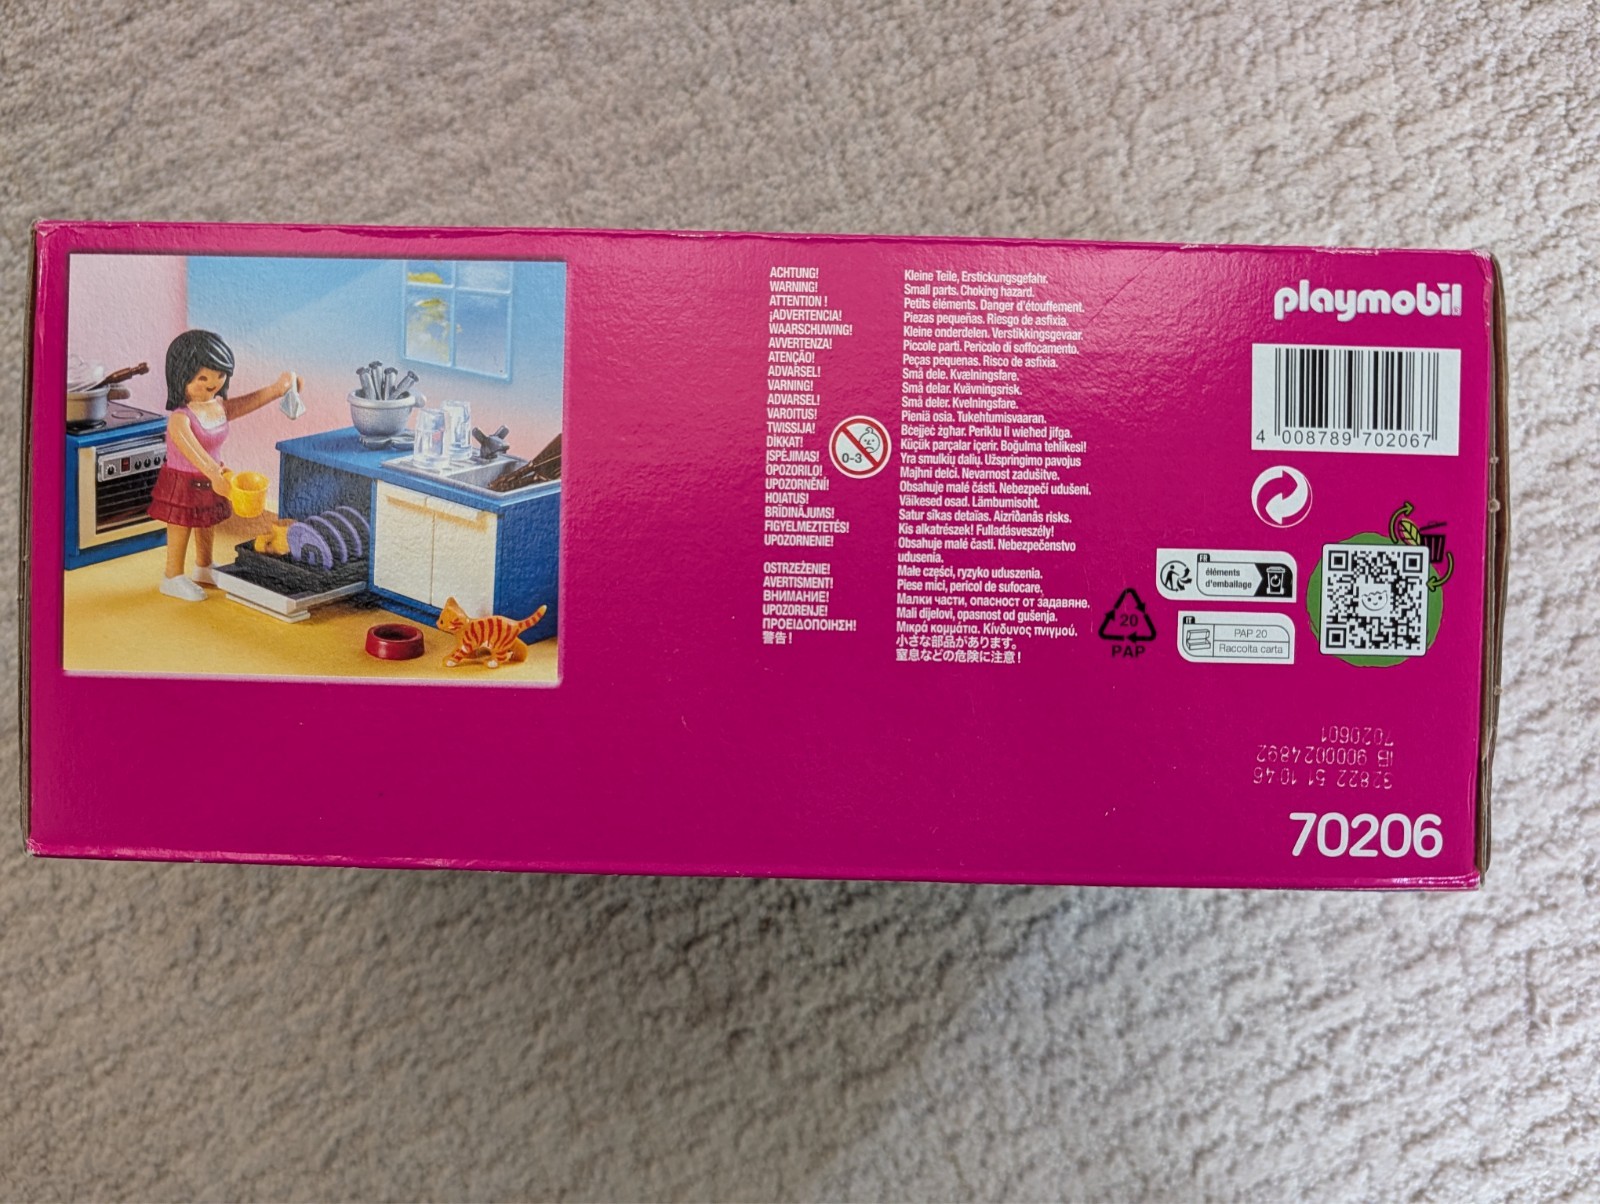 ACHTUNG!
WARNING!
ATTENTION !
¡ADVERTENCIA!
WAARSCHUWING!
AVVERTENZA!
ATENÇÃO!
ADVARSEL!
VARNING!
ADVARSEL!
VAROITUS!
TWISSIJA!
DİKKAT!
ĮSPĖJIMAS!
OPOZORILO!
UPOZORNĚNÍ!
HOIATUS!
BRĪDINĀJUMS!
FIGYELMEZTETÉS!
UPOZORNENIE!
OSTRZEŻENIE!
AVERTISMENT!
ВНИМАНИЕ!
UPOZORENJE!
ΠΡΟΕΙΔΟΠΟΙΗΣΗ!
警告!
0-3
Kleine Teile, Erstickungsgefahr.
Small parts. Choking hazard.
Petits éléments. Danger d'étouffement.
Piezas pequeñas. Riesgo de asfixia.
Kleine onderdelen. Verstikkingsgevaar.
Piccole parti. Pericolo di soffocamento.
Peças pequenas. Risco de asfixia.
Små dele. Kvælningsfare.
Små delar. Kvävningsrisk.
Små deler. Kvelningsfare.
Pieniä osia. Tukehtumisvaaran.
Bċejjeċ żgħar. Periklu li wieħed jifga.
Küçük parçalar içerir. Boğulma tehlikesi!
Yra smulkių dalių. Užspringimo pavojus
Majhni delci. Nevarnost zadušitve.
Obsahuje malé části. Nebezpečí udušení.
Väikesed osad. Lämbumisoht.
Satur sīkas detaļas. Aizrīšanās risks.
Kis alkatrészek! Fulladásveszély!
Obsahuje malé časti. Nebezpečenstvo
udusenia.
Małe części, ryzyko uduszenia.
Piese mici, pericol de sufocare.
Малки части, опасност от задавяне.
Mali dijelovi, opasnost od gušenja.
Μικρά κομμάτια. Κίνδυνος πνιγμού.
小さな部品があります。
窒息などの危険に注意!
playmobil
4 008789 702067
20
PAP
FR
éléments
d'emballage
IT
PAP 20
Raccolta carta
32822 51 10 46
IB 9000024892
7020601
70206